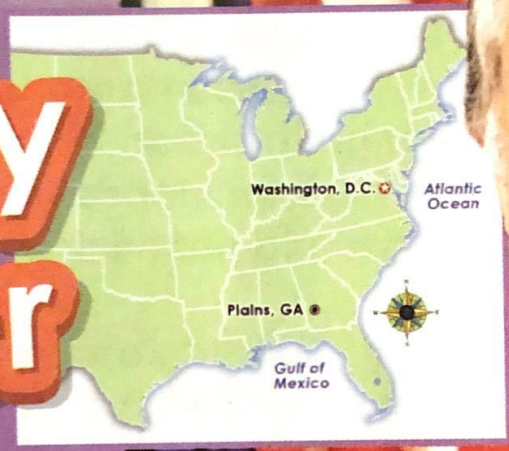 y
r
Washington, D.C.
Atlantic
Ocean
Plains, GA
N
W
E
S
Gulf of
Mexico